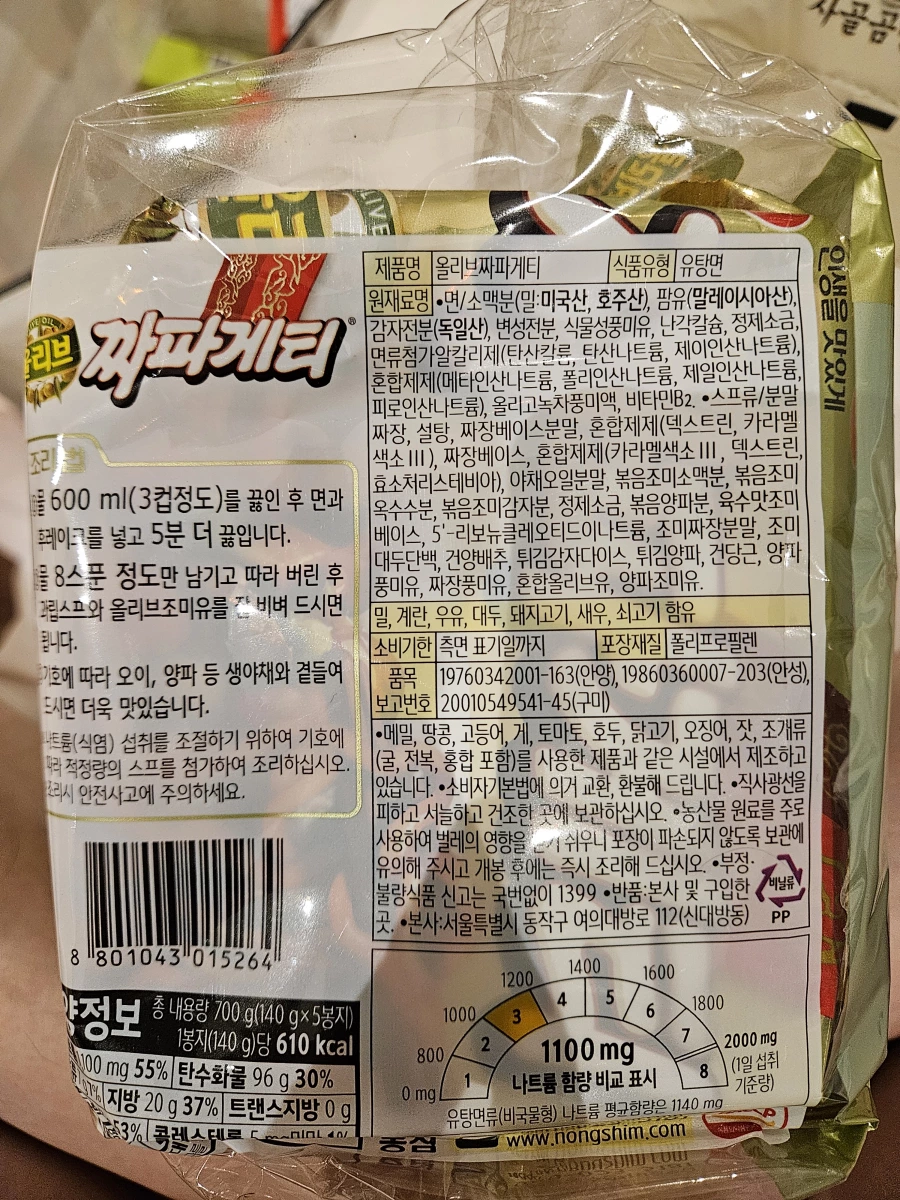 사골곰
LIVE
인생을 맛있게
올리브
짜파게티
제품명 올리브짜파게티 식품유형 유탕면
원재료명 •면/소맥분(밀:미국산, 호주산), 팜유(말레이시아산),
감자전분(독일산), 변성전분, 식물성풍미유, 난각칼슘, 정제소금,
면류첨가알칼리제(탄산칼륨, 탄산나트륨, 제이인산나트륨),
혼합제제(메타인산나트륨, 폴리인산나트륨, 제일인산나트륨,
피로인산나트륨), 올리고녹차풍미액, 비타민B2. •스프류/분말
짜장, 설탕, 짜장베이스분말, 혼합제제(덱스트린, 카라멜
색소III), 짜장베이스, 혼합제제(카라멜색소III, 덱스트린,
효소처리스테비아), 야채오일분말, 볶음조미소맥분, 볶음조미
옥수수분, 볶음조미감자분, 정제소금, 볶음양파분, 육수맛조미
베이스, 5'-리보뉴클레오티드이나트륨, 조미짜장분말, 조미
대두단백, 건양배추, 튀김감자다이스, 튀김양파, 건당근, 양파
풍미유, 짜장풍미유, 혼합올리브유, 양파조미유.
밀, 계란, 우유, 대두, 돼지고기, 새우, 쇠고기 함유
소비기한 측면 표기일까지 포장재질 폴리프로필렌
품목 19760342001-163(안양), 19860360007-203(안성),
보고번호 20010549541-45(구미)
•메밀, 땅콩, 고등어, 게, 토마토, 호두, 닭고기, 오징어, 잣, 조개류
(굴, 전복, 홍합 포함)를 사용한 제품과 같은 시설에서 제조하고
있습니다. •소비자기본법에 의거 교환, 환불해 드립니다. •직사광선을
피하고 서늘하고 건조한 곳에 보관하십시오. •농산물 원료를 주로
사용하여 벌레의 영향을 받기 쉬우니 포장이 파손되지 않도록 보관에
유의해 주시고 개봉 후에는 즉시 조리해 드십시오. •부정·
불량식품 신고는 국번없이 1399 •반품:본사 및 구입한
곳. •본사:서울특별시 동작구 여의대방로 112(신대방동)
비닐류
PP
물 600 ml(3컵정도)를 끓인 후 면과
후레이크를 넣고 5분 더 끓입니다.
물 8스푼 정도만 남기고 따라 버린 후
과립스프와 올리브조미유를 잘 비벼 드시면
됩니다.
기호에 따라 오이, 양파 등 생야채와 곁들여
드시면 더욱 맛있습니다.
나트륨(식염) 섭취를 조절하기 위하여 기호에
따라 적정량의 스프를 첨가하여 조리하십시오.
조리시 안전사고에 주의하세요.
8 801043 015264
양정보 총 내용량 700 g(140 g×5봉지)
1봉지(140 g)당 610 kcal
55% 탄수화물 96 g 30%
지방 20 g 37% 트랜스지방 0 g
콜레스테롤 5 mg미만 1%
0 mg 800 1000 1200 1400 1600 1800 2000 mg
1 2 3 4 5 6 7 8
(1일 섭취
기준량)
1100 mg
나트륨 함량 비교 표시
유탕면류(비국물형) 나트륨 평균함량은 1140 mg
농심 www.nongshim.com